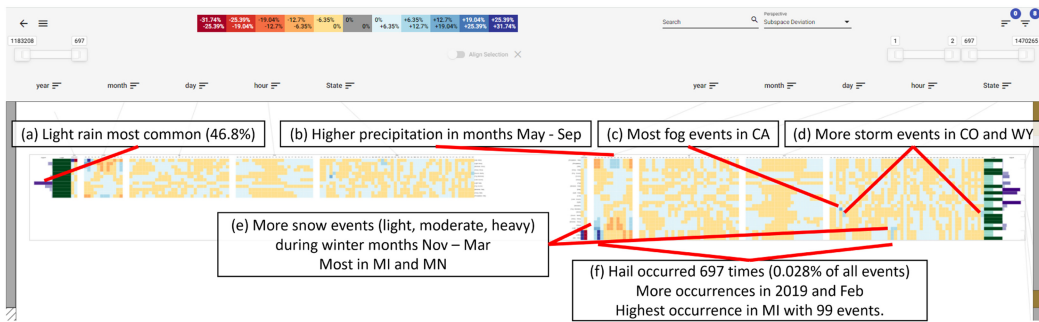 -31.74% -25.39% -19.04% -12.7% -6.35% 0% 0% +6.35% +12.7% +19.04% +25.39%
-25.39% -19.04% -12.7% -6.35% 0% 0% +6.35% +12.7% +19.04% +25.39% +31.74%
Search
Perspective
Subspace Deviation
0
8
1183208 697
Align Selection
1 2 697 1470265
year month day hour State
year month day hour State
(a) Light rain most common (46.8%)
(b) Higher precipitation in months May - Sep
(c) Most fog events in CA
(d) More storm events in CO and WY
(e) More snow events (light, moderate, heavy)
during winter months Nov – Mar
Most in MI and MN
(f) Hail occurred 697 times (0.028% of all events)
More occurrences in 2019 and Feb
Highest occurrence in MI with 99 events.